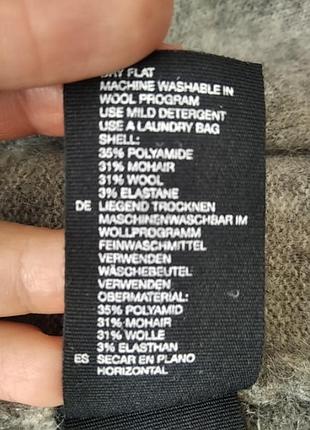 DRY FLAT
MACHINE WASHABLE IN
WOOL PROGRAM
USE MILD DETERGENT
USE A LAUNDRY BAG
SHELL:
35% POLYAMIDE
31% MOHAIR
31% WOOL
3% ELASTANE
DE LIEGEND TROCKNEN
MASCHINENWASCHBAR IM
WOLLPROGRAMM
FEINWASCHMITTEL
VERWENDEN
WÄSCHEBEUTEL
VERWENDEN
OBERMATERIAL:
35% POLYAMID
31% MOHAIR
31% WOLLE
3% ELASTHAN
ES SECAR EN PLANO
HORIZONTAL